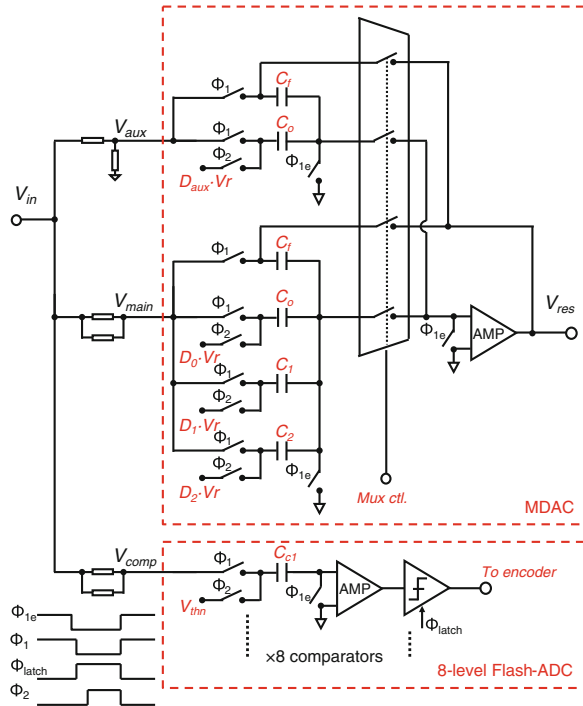 Φ1
Cf
Vaux
Φ1
Co
Φ2
Φ1e
Daux·Vr
Vin
Φ1
Cf
Vmain
Φ1
Co
Vres
Φ2
Φ1e
AMP
D0·Vr
Φ1
C1
Φ2
D1·Vr
Φ1
C2
Φ2
Φ1e
D2·Vr
Mux ctl.
MDAC
Vcomp
Φ1
Cc1
To encoder
Φ2
Φ1e
AMP
Vthn
Φlatch
×8 comparators
8-level Flash-ADC
Φ1e
Φ1
Φlatch
Φ2